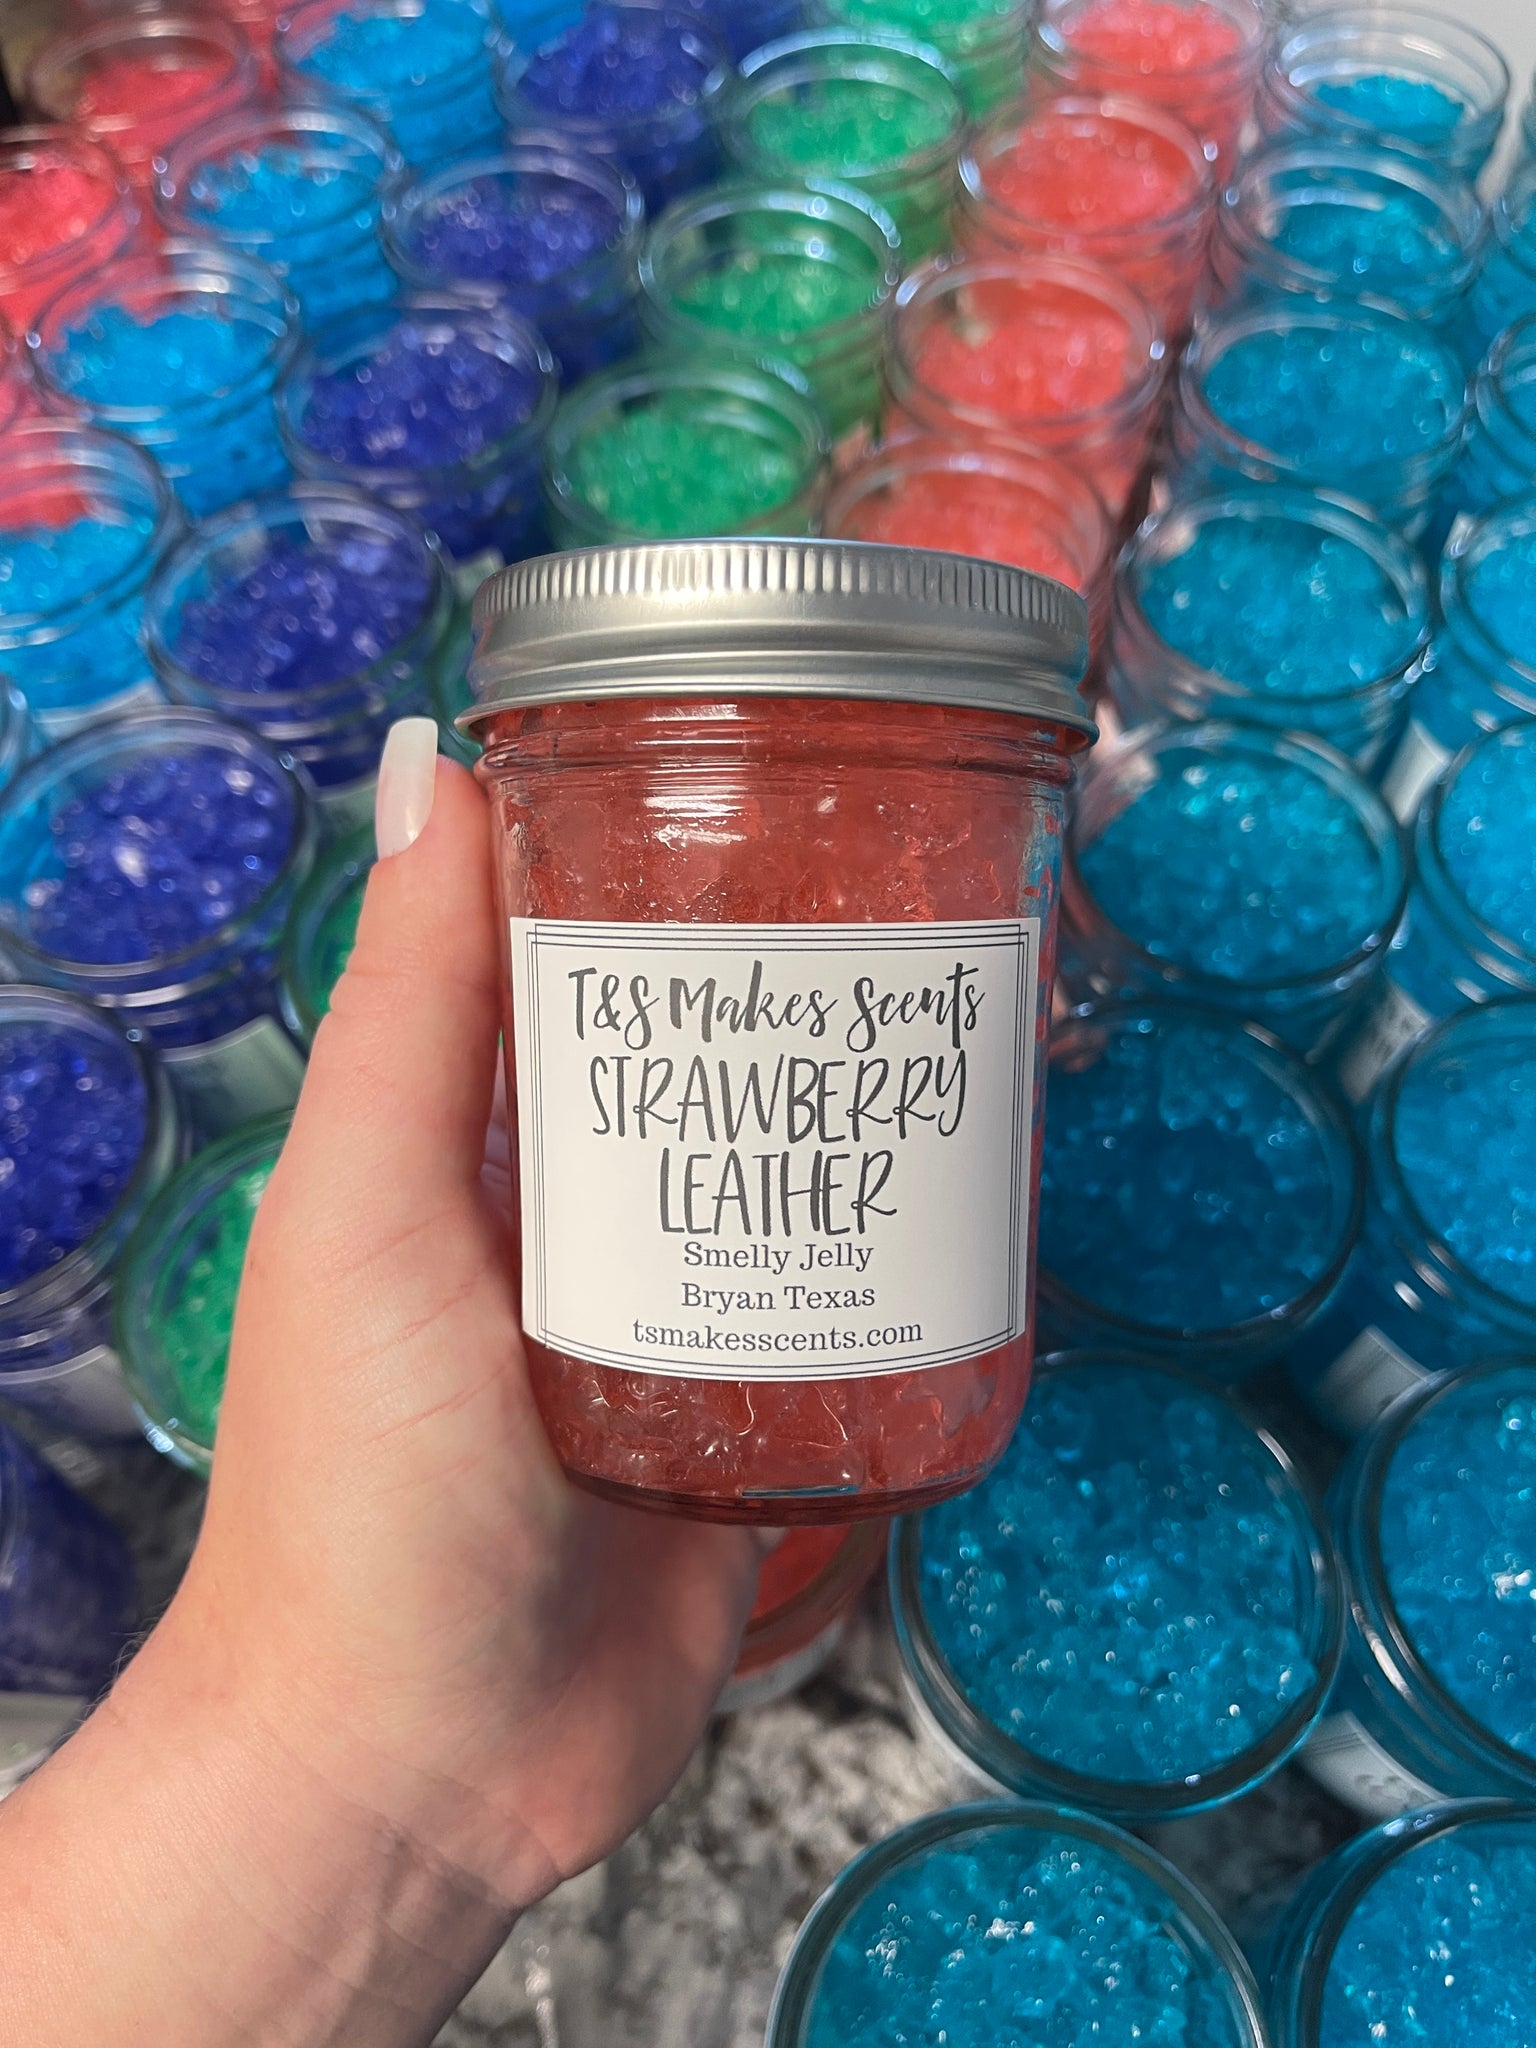 T&S Makes Scents
STRAWBERRY
LEATHER
Smelly Jelly
Bryan Texas
tsmakesscents.com